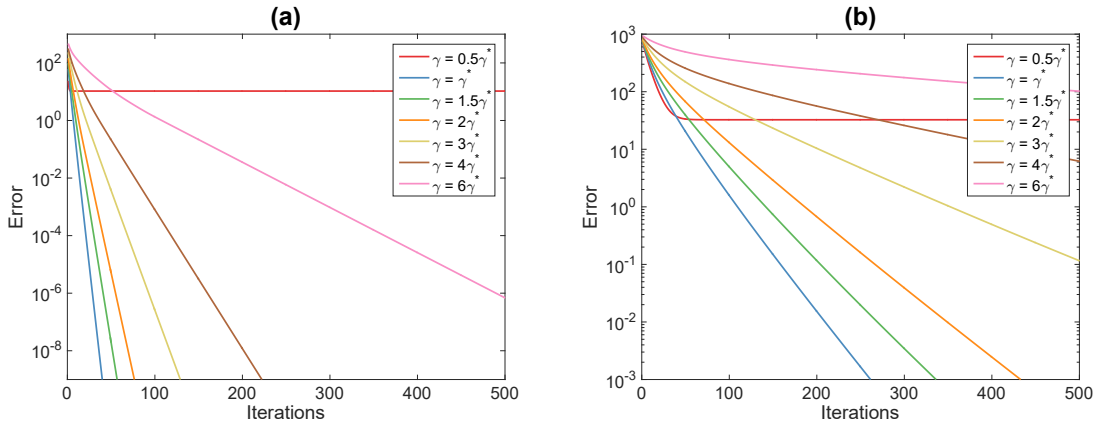 (a)
Error
10^2
10^0
10^-2
10^-4
10^-6
10^-8
0 100 200 300 400 500
Iterations
γ = 0.5γ*
γ = γ*
γ = 1.5γ*
γ = 2γ*
γ = 3γ*
γ = 4γ*
γ = 6γ*
(b)
Error
10^3
10^2
10^1
10^0
10^-1
10^-2
10^-3
0 100 200 300 400 500
Iterations
γ = 0.5γ*
γ = γ*
γ = 1.5γ*
γ = 2γ*
γ = 3γ*
γ = 4γ*
γ = 6γ*